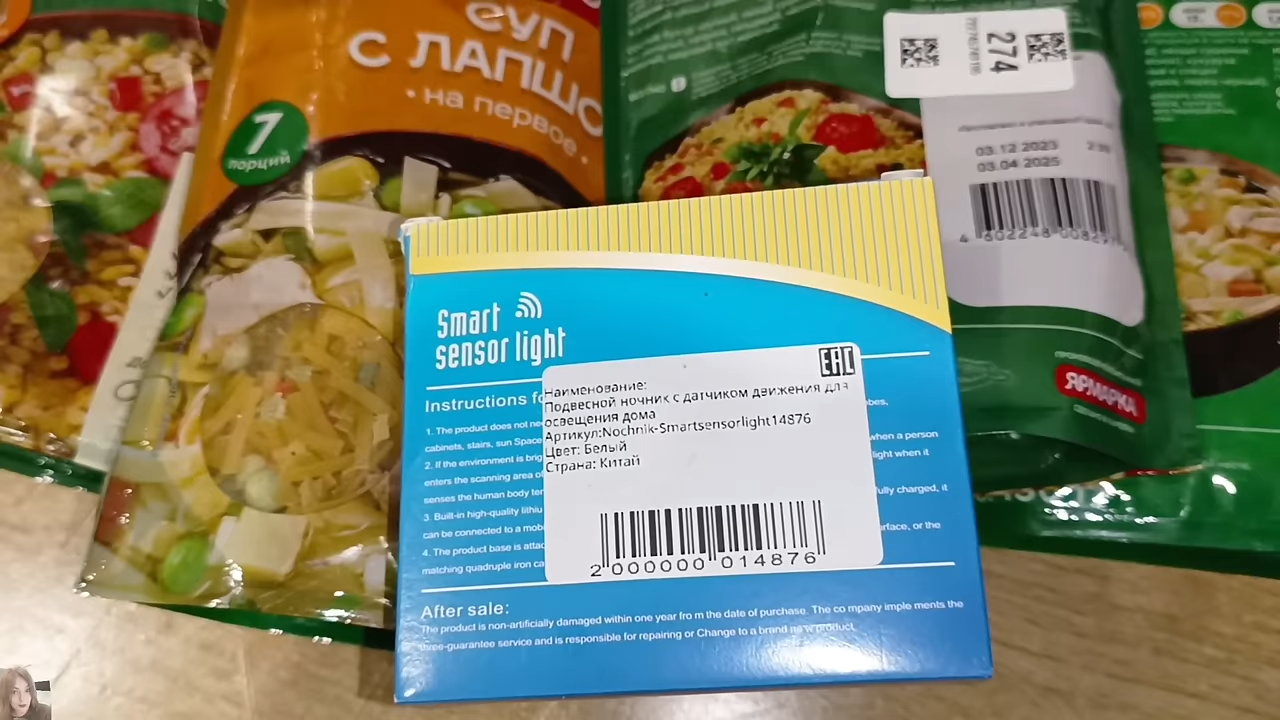 СУП
С ЛАПШО
• на первое •
7
порций
274
03.12 2023
03.04 2025
4 602248 00829
ЯРМАРКА
Smart
sensor light
Instructions fo
1. The product does not ne
cabinets, stairs, sun Space
2. If the environment is brig
enters the scanning area of
senses the human body ter
3. Built-in high-quality lithiu
can be connected to a mob
4. The product base is attac
matching quadruple iron ca
bes,
when a person
light when it
fully charged, it
rface, or the
EAC
Наименование:
Подвесной ночник с датчиком движения для
освещения дома
Артикул:Nochnik-Smartsensorlight14876
Цвет: Белый
Страна: Китай
2 000000 014876
After sale:
The product is non-artificially damaged within one year fro m the date of purchase. The co mpany imple ments the
three-guarantee service and is responsible for repairing or Change to a brand new product.